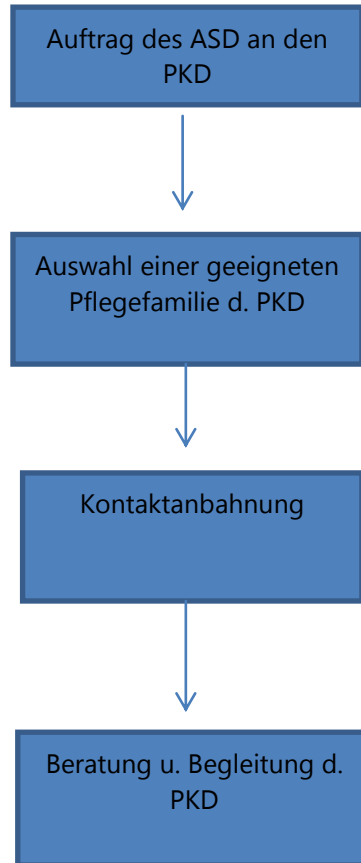 Auftrag des ASD an den
PKD
Auswahl einer geeigneten
Pflegefamilie d. PKD
Kontaktanbahnung
Beratung u. Begleitung d.
PKD